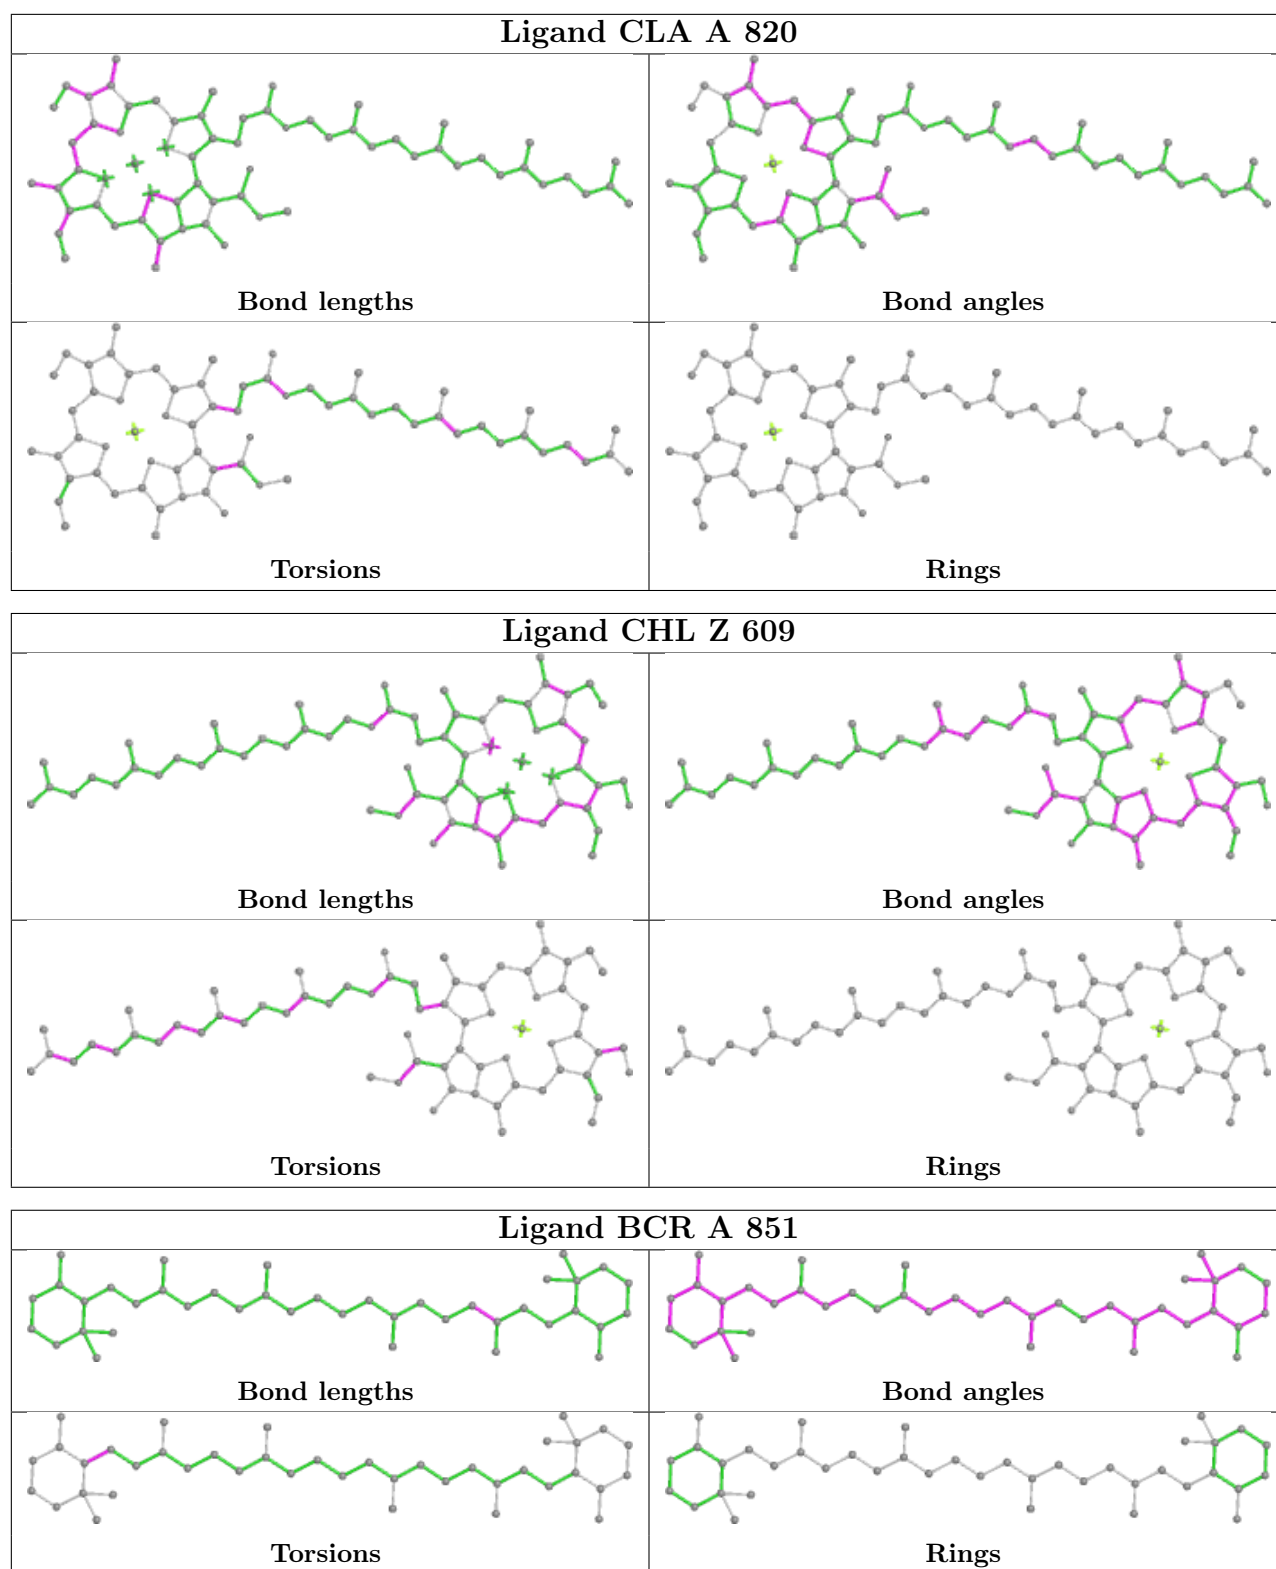 Ligand CLA A 820
Bond lengths
Bond angles
Torsions
Rings
Ligand CHL Z 609
Bond lengths
Bond angles
Torsions
Rings
Ligand BCR A 851
Bond lengths
Bond angles
Torsions
Rings